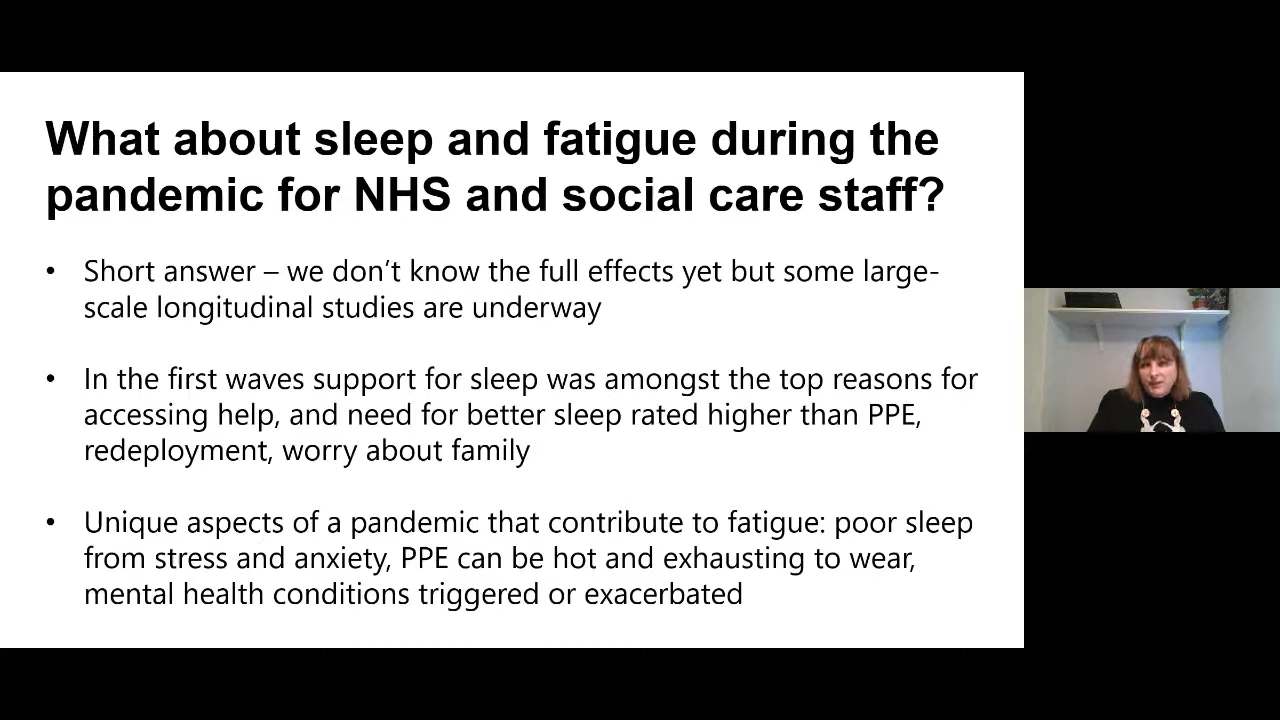 What about sleep and fatigue during the
pandemic for NHS and social care staff?
• Short answer – we don’t know the full effects yet but some large-
scale longitudinal studies are underway
• In the first waves support for sleep was amongst the top reasons for
accessing help, and need for better sleep rated higher than PPE,
redeployment, worry about family
• Unique aspects of a pandemic that contribute to fatigue: poor sleep
from stress and anxiety, PPE can be hot and exhausting to wear,
mental health conditions triggered or exacerbated